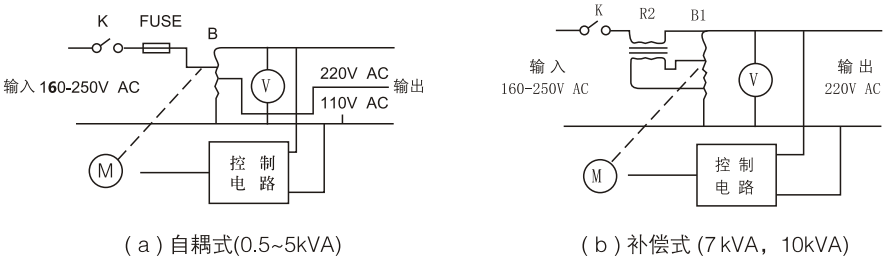 K FUSE B
输入 160-250V AC
V
220V AC
110V AC
输出
M
控制
电路
(a)自耦式(0.5~5kVA)
K R2 B1
输入
160-250V AC
V
输出
220V AC
M
控制
电路
(b)补偿式(7kVA，10kVA)